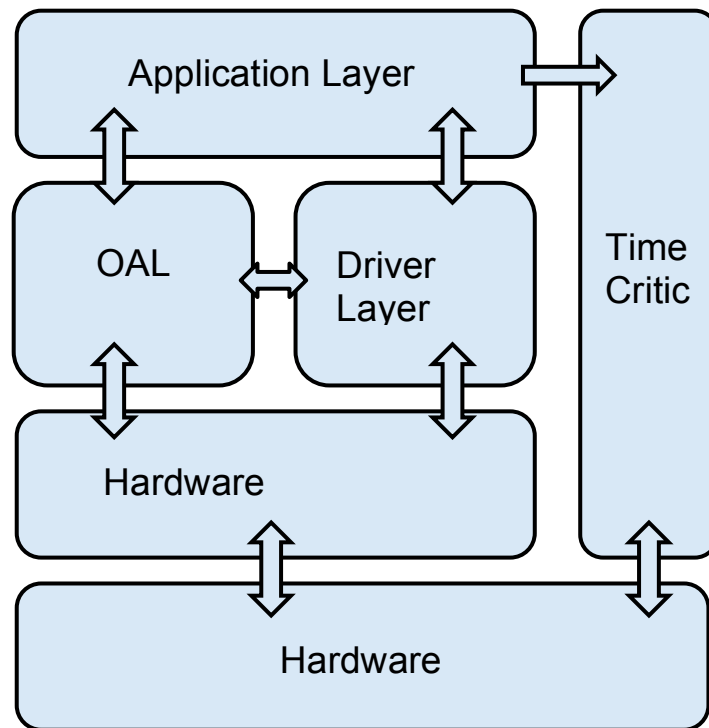 Application Layer
OAL
Driver
Layer
Time
Critic
Hardware
Hardware